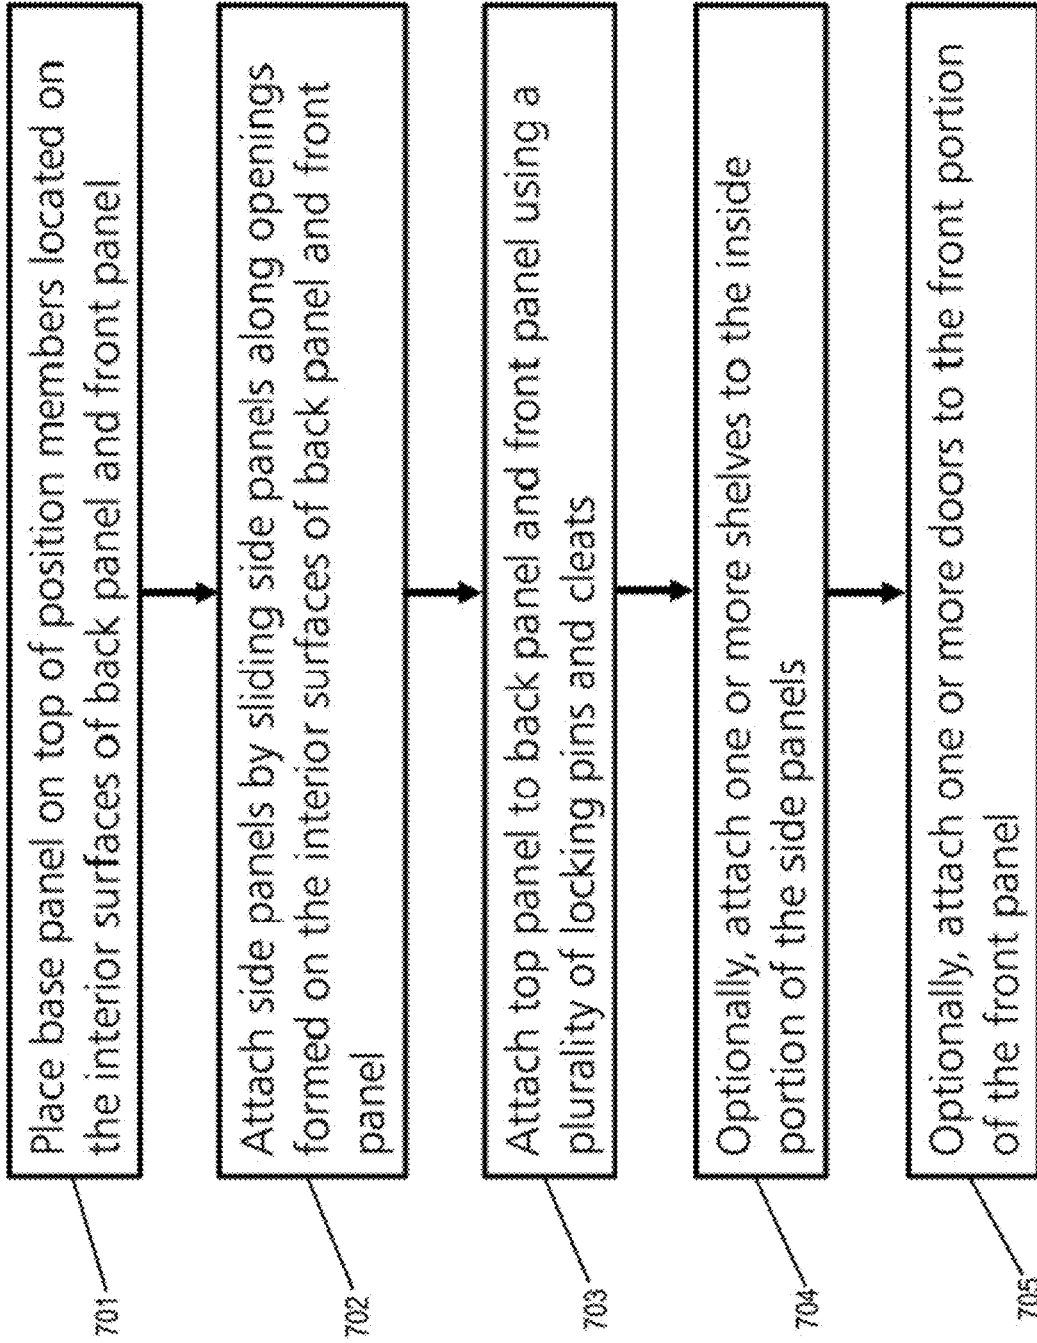 701
Place base panel on top of position members located on
the interior surfaces of back panel and front panel
702
Attach side panels by sliding side panels along openings
formed on the interior surfaces of back panel and front
panel
703
Attach top panel to back panel and front panel using a
plurality of locking pins and cleats
704
Optionally, attach one or more shelves to the inside
portion of the side panels
705
Optionally, attach one or more doors to the front portion
of the front panel